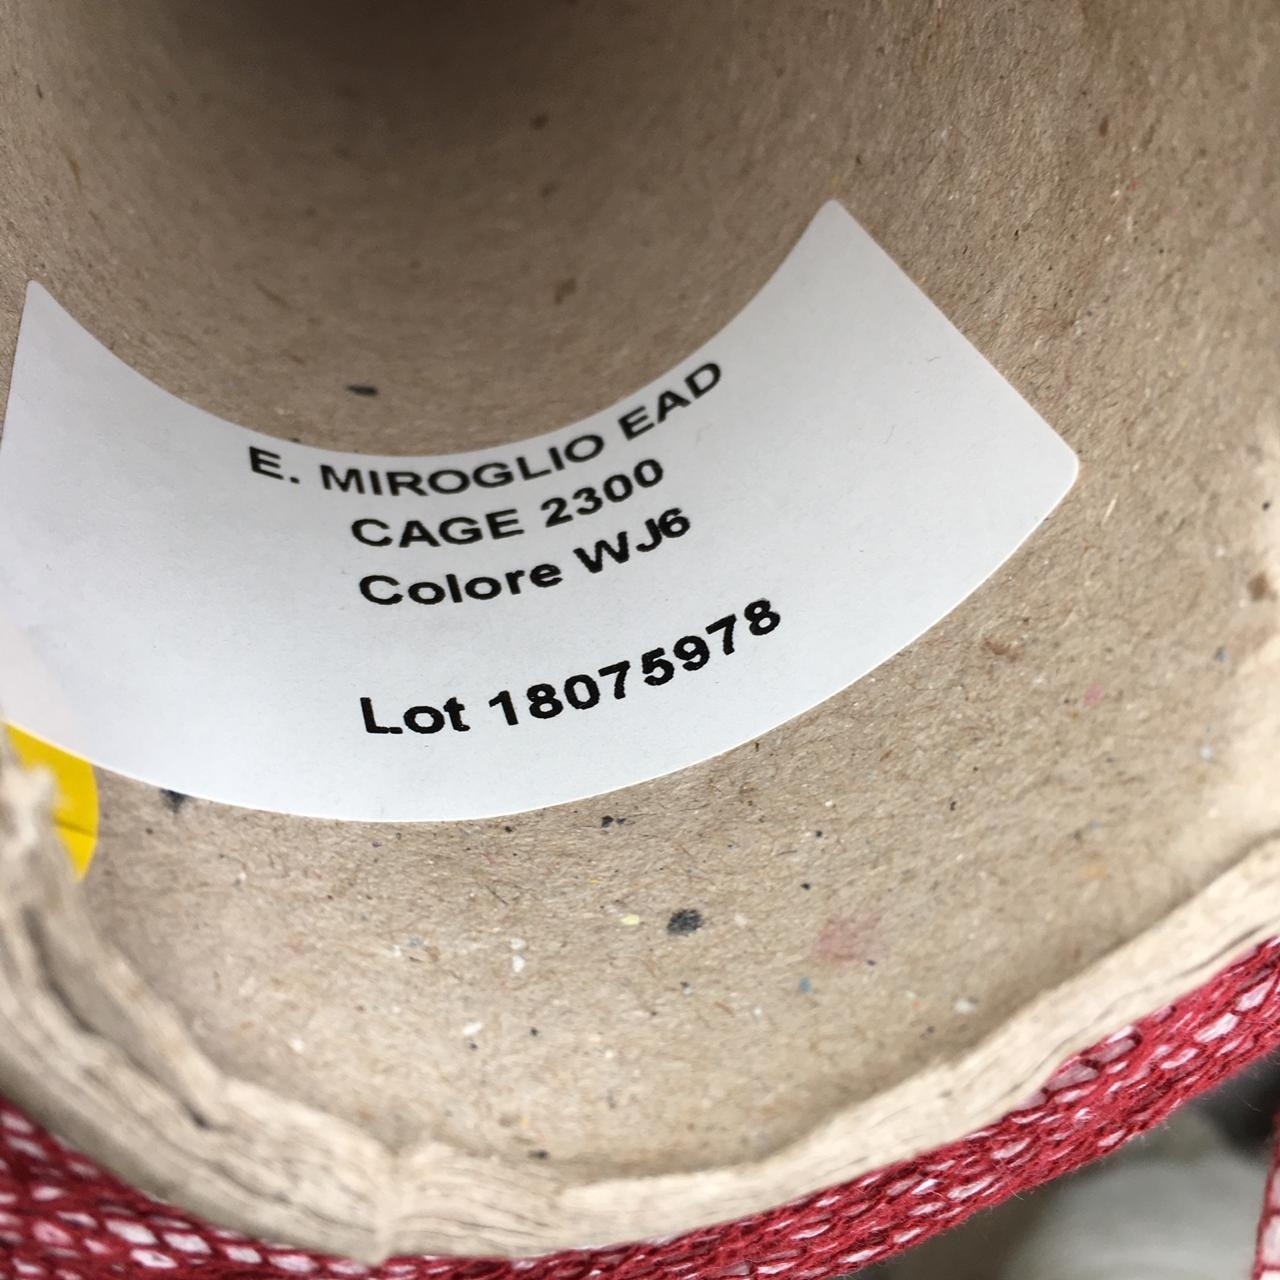 E. MIROGLIO EAD
CAGE 2300
Colore WJ6
Lot 18075978